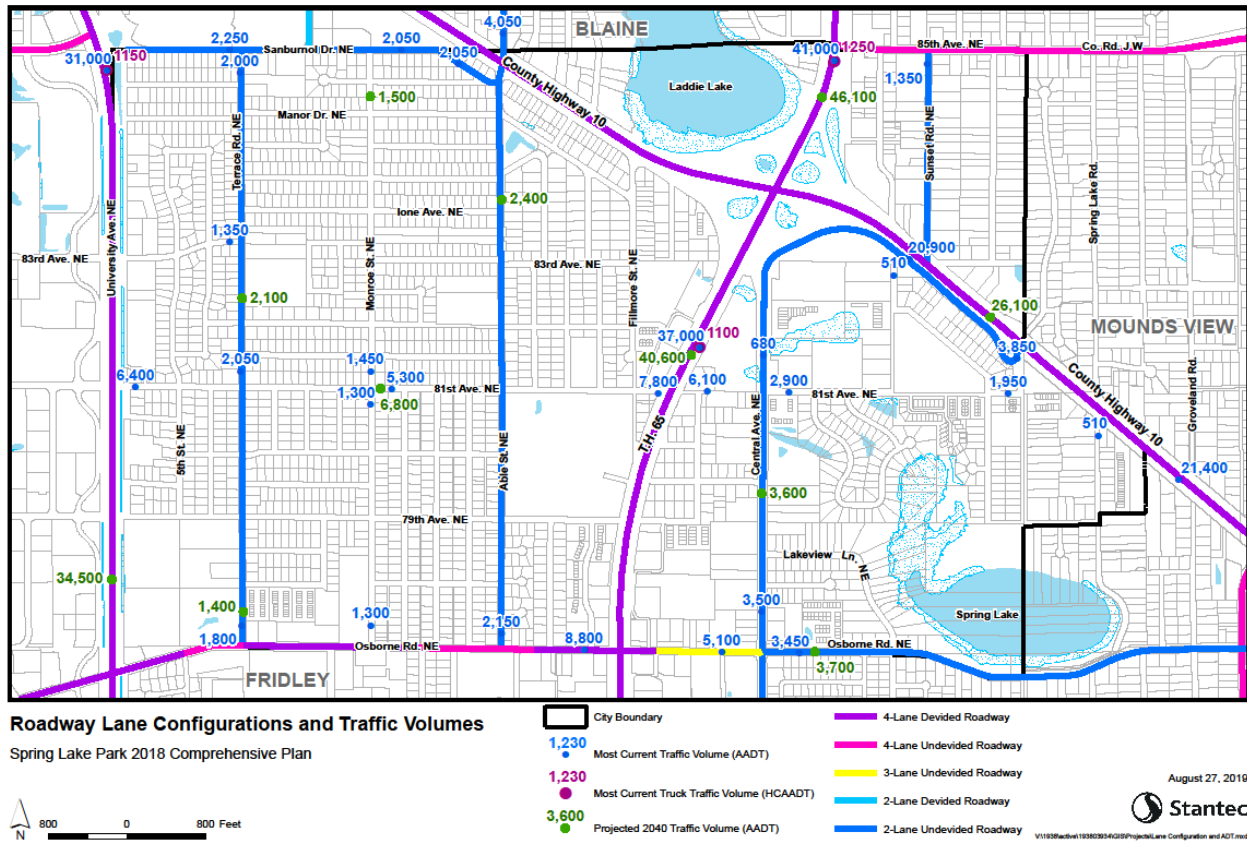 4,050
BLAINE
1150
2,250
2,050
41,000
1250
85th Ave. NE
Co. Rd. J.W
Sanburnol Dr. NE
31,000
2,000
2,050
County Highway 10
1,350
Laddie Lake
1,500
46,100
Manor Dr. NE
Terrace Rd. NE
Sunset Rd. NE
Spring Lake Rd.
2,400
Ione Ave. NE
University Ave. NE
1,350
Monroe St. NE
83rd Ave. NE
83rd Ave. NE
Fillmore St. NE
20,900
510
2,100
26,100
MOUNDS VIEW
37,000
1100
680
3,850
40,600
2,050
1,450
6,400
5,300
81st Ave. NE
7,800
6,100
2,900
81st Ave. NE
1,950
County Highway 10
Groveland Rd.
1,300
6,800
T.H. 65
Central Ave. NE
510
5th St. NE
Able St. NE
21,400
3,600
79th Ave. NE
Lakeview Ln. NE
34,500
1,400
1,300
3,500
Spring Lake
1,800
2,150
8,800
5,100
3,450
Osborne Rd. NE
Osborne Rd. NE
3,700
FRIDLEY
Roadway Lane Configurations and Traffic Volumes
Spring Lake Park 2018 Comprehensive Plan
N
800 0 800 Feet
City Boundary
1,230
Most Current Traffic Volume (AADT)
1,230
Most Current Truck Traffic Volume (HCAADT)
3,600
Projected 2040 Traffic Volume (AADT)
4-Lane Devided Roadway
4-Lane Undevided Roadway
3-Lane Undevided Roadway
2-Lane Devided Roadway
2-Lane Undevided Roadway
August 27, 2019
Stantec
V:\1938\active\193803934\GIS\Projects\Lane Configuration and ADT.mxd